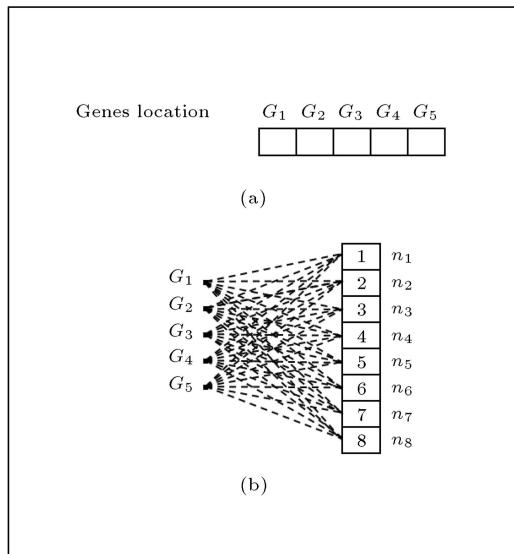 Genes location G₁ G₂ G₃ G₄ G₅
(a)
1 n₁
G₁
2 n₂
G₂
3 n₃
G₃
4 n₄
G₄
5 n₅
G₅
6 n₆
7 n₇
8 n₈
(b)